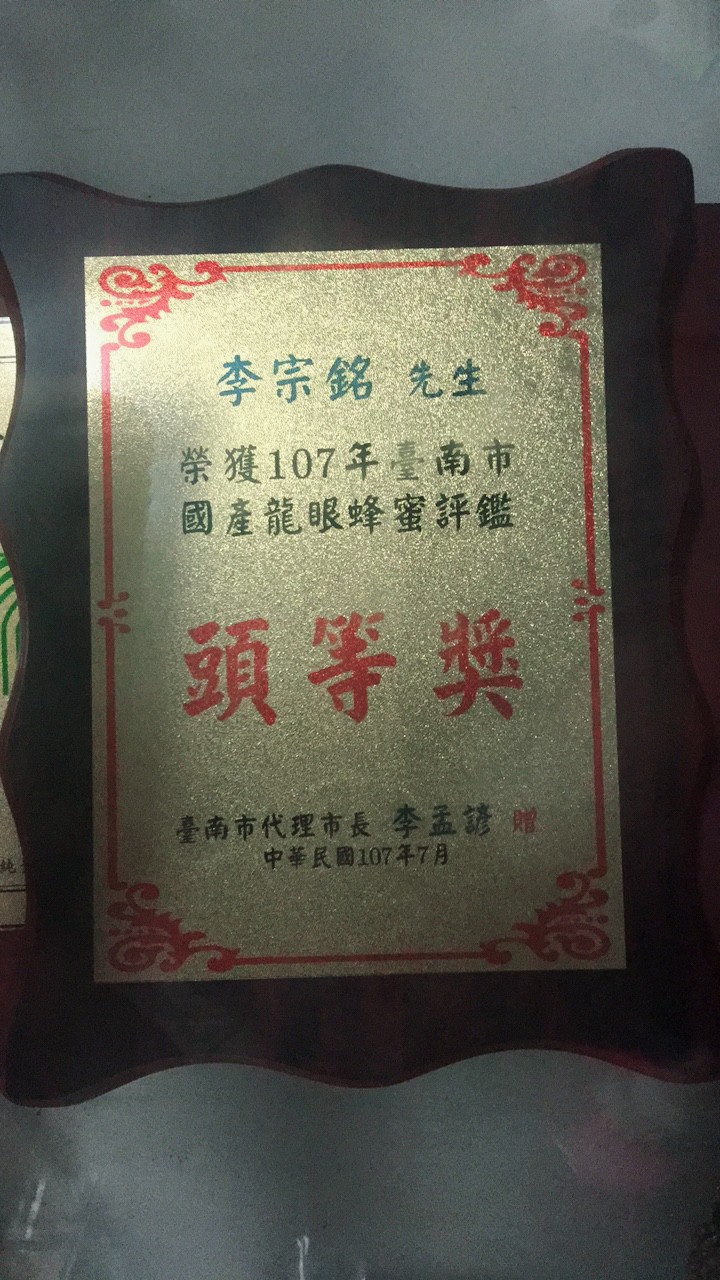 李宗銘 先生
榮獲107年臺南市
國產龍眼蜂蜜評鑑
頭等獎
臺南市代理市長 李孟諺 贈
中華民國107年7月
純